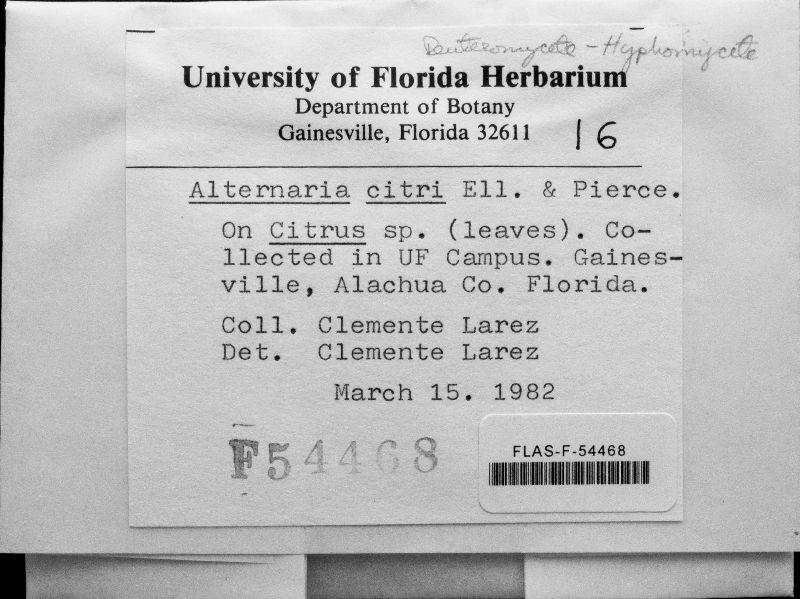 Deuteromycete - Hyphomycete
University of Florida Herbarium
Department of Botany
Gainesville, Florida 32611
16
Alternaria citri Ell. & Pierce.
On Citrus sp. (leaves). Co-
llected in UF Campus. Gaines-
ville, Alachua Co. Florida.
Coll. Clemente Larez
Det. Clemente Larez
March 15. 1982
F54468
FLAS-F-54468